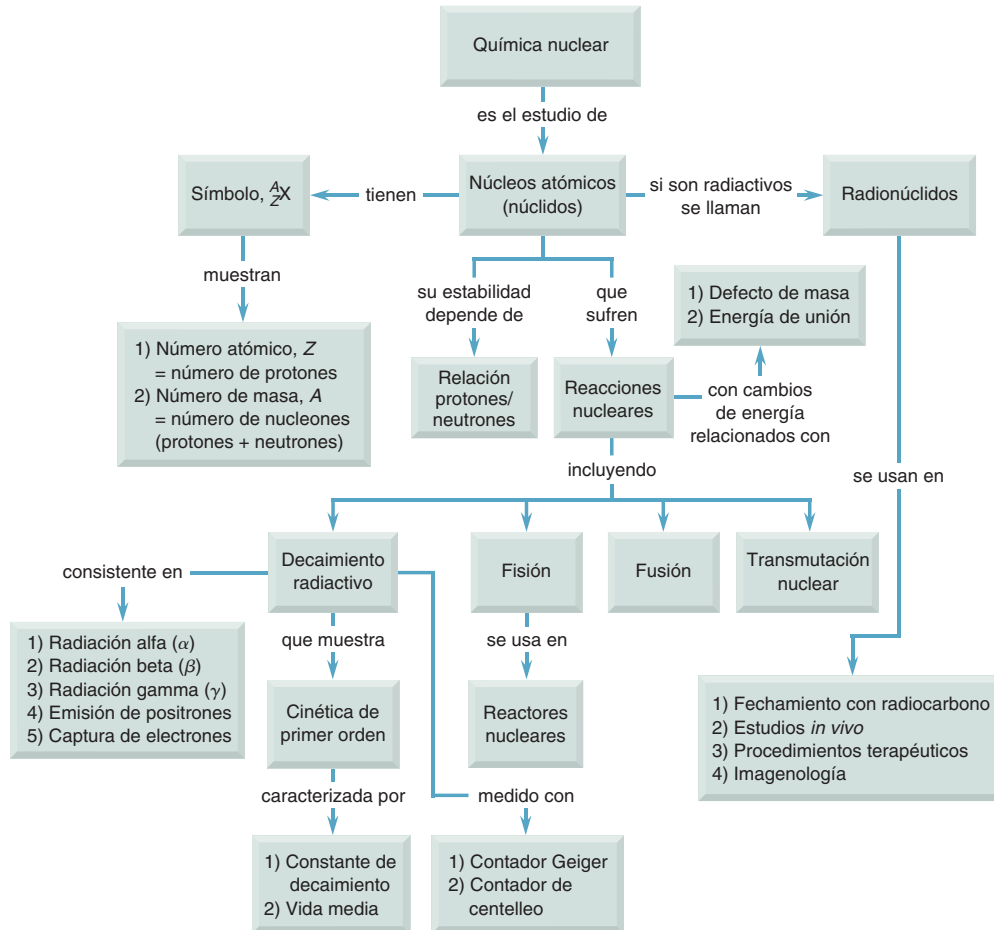 Química nuclear
es el estudio de
Símbolo, ᴬ_ZX
tienen
Núcleos atómicos
(núclidos)
si son radiactivos
se llaman
Radionúclidos
muestran
1) Número atómico, Z
= número de protones
2) Número de masa, A
= número de nucleones
(protones + neutrones)
su estabilidad
depende de
Relación
protones/
neutrones
que
sufren
Reacciones
nucleares
1) Defecto de masa
2) Energía de unión
con cambios
de energía
relacionados con
se usan en
incluyendo
Decaimiento
radiactivo
Fisión
Fusión
Transmutación
nuclear
consistente en
1) Radiación alfa (α)
2) Radiación beta (β)
3) Radiación gamma (γ)
4) Emisión de positrones
5) Captura de electrones
que muestra
Cinética de
primer orden
se usa en
Reactores
nucleares
1) Fechamiento con radiocarbono
2) Estudios in vivo
3) Procedimientos terapéuticos
4) Imagenología
caracterizada por
1) Constante de
decaimiento
2) Vida media
medido con
1) Contador Geiger
2) Contador de
centelleo